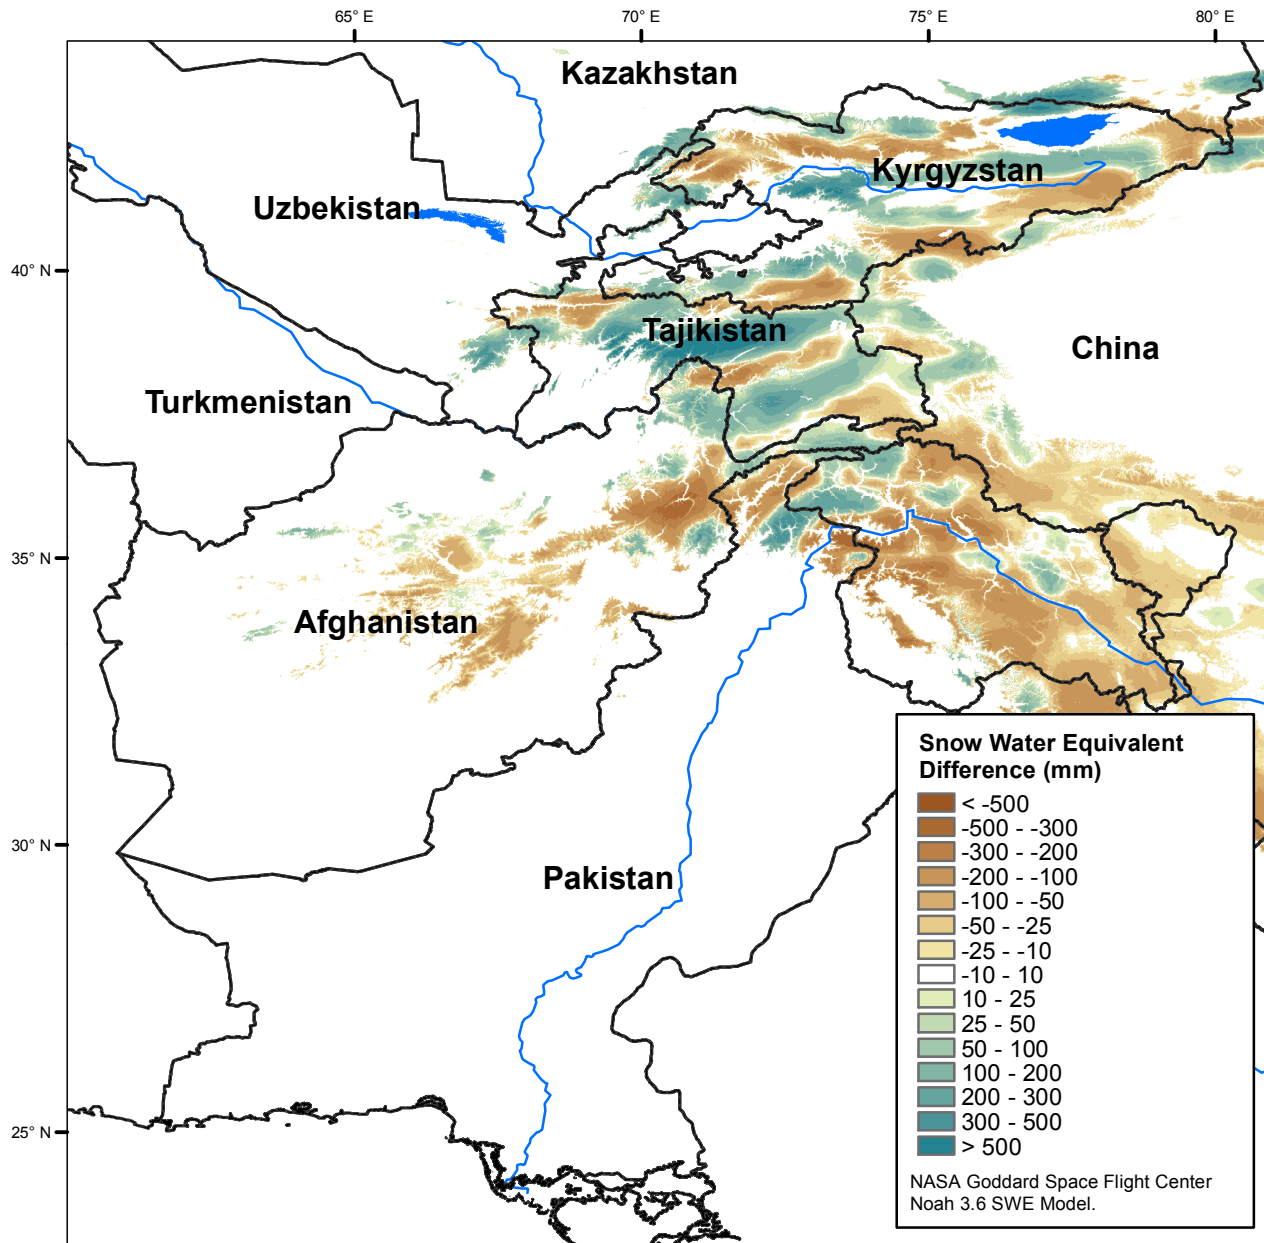 65° E
70° E
75° E
80° E
Kazakhstan
Kyrgyzstan
Uzbekistan
40° N
Tajikistan
China
Turkmenistan
35° N
Afghanistan
Snow Water Equivalent
Difference (mm)
< -500
-500 - -300
-300 - -200
-200 - -100
-100 - -50
-50 - -25
-25 - -10
-10 - 10
10 - 25
25 - 50
50 - 100
100 - 200
200 - 300
300 - 500
> 500
NASA Goddard Space Flight Center
Noah 3.6 SWE Model.
30° N
Pakistan
25° N